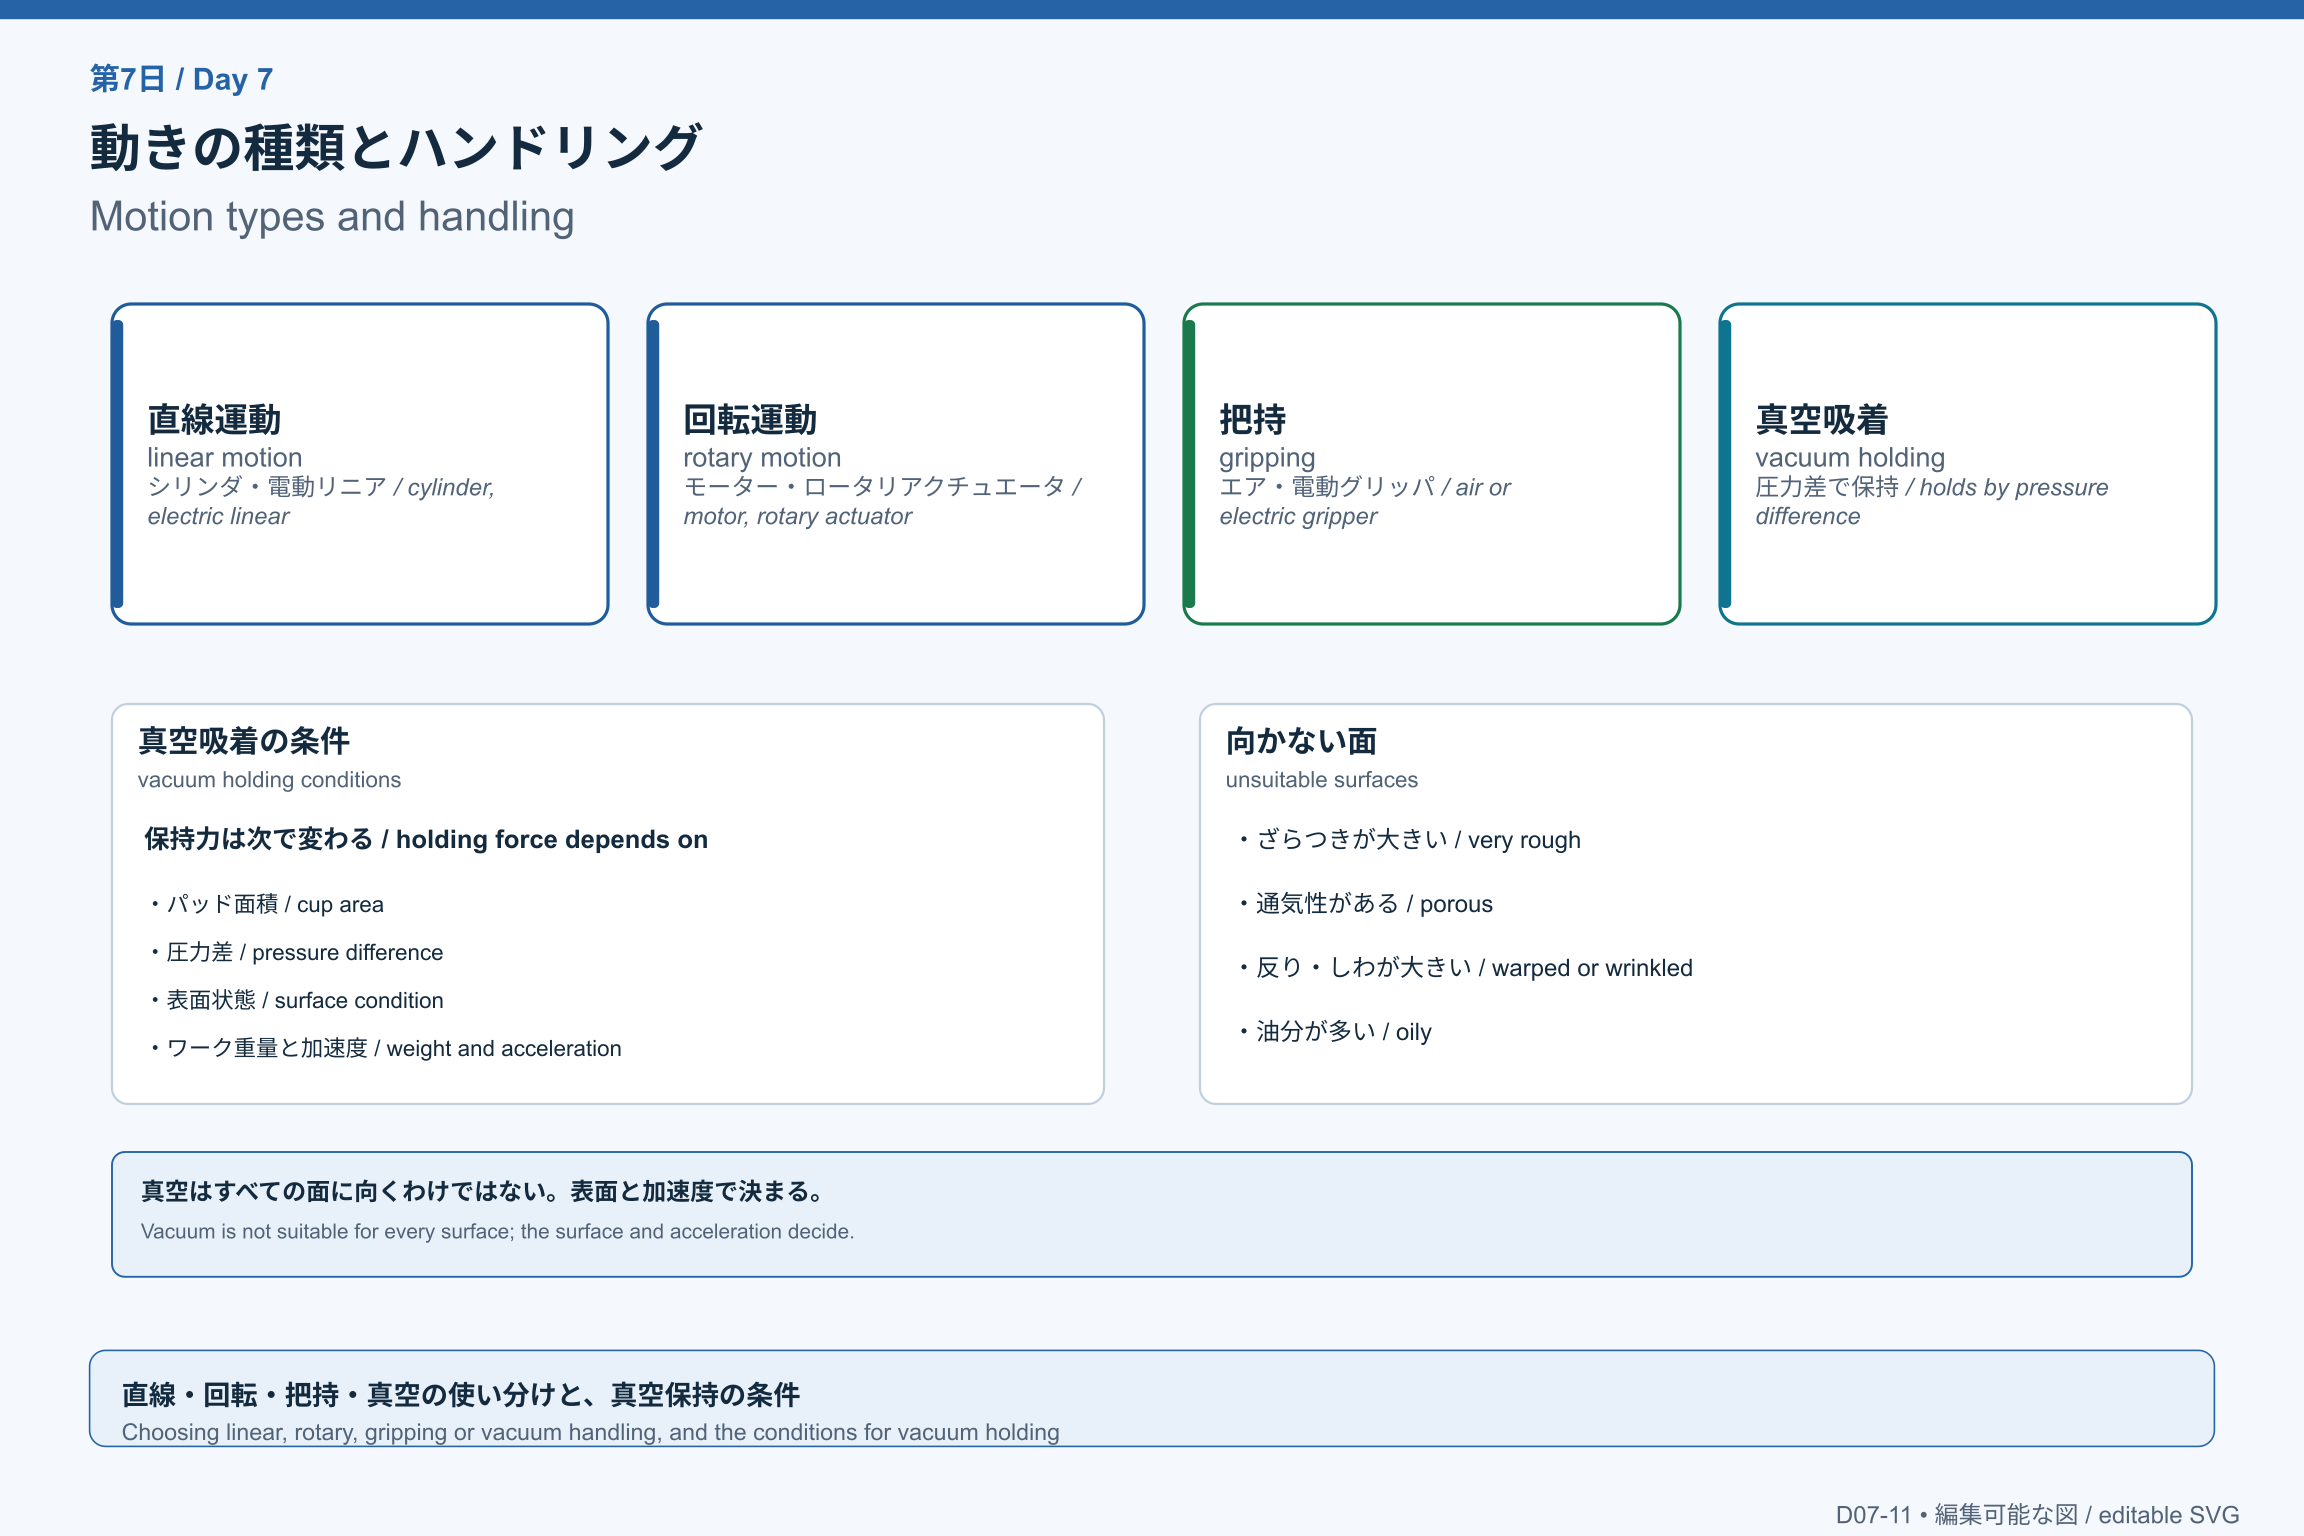 第7日 / Day 7
動きの種類とハンドリング
Motion types and handling
直線運動
linear motion
シリンダ・電動リニア / cylinder,
electric linear
回転運動
rotary motion
モーター・ロータリアクチュエータ /
motor, rotary actuator
把持
gripping
エア・電動グリッパ / air or
electric gripper
真空吸着
vacuum holding
圧力差で保持 / holds by pressure
difference
真空吸着の条件
vacuum holding conditions
保持力は次で変わる / holding force depends on
・パッド面積 / cup area
・圧力差 / pressure difference
・表面状態 / surface condition
・ワーク重量と加速度 / weight and acceleration
向かない面
unsuitable surfaces
・ざらつきが大きい / very rough
・通気性がある / porous
・反り・しわが大きい / warped or wrinkled
・油分が多い / oily
真空はすべての面に向くわけではない。表面と加速度で決まる。
Vacuum is not suitable for every surface; the surface and acceleration decide.
直線・回転・把持・真空の使い分けと、真空保持の条件
Choosing linear, rotary, gripping or vacuum handling, and the conditions for vacuum holding
D07-11 • 編集可能な図 / editable SVG